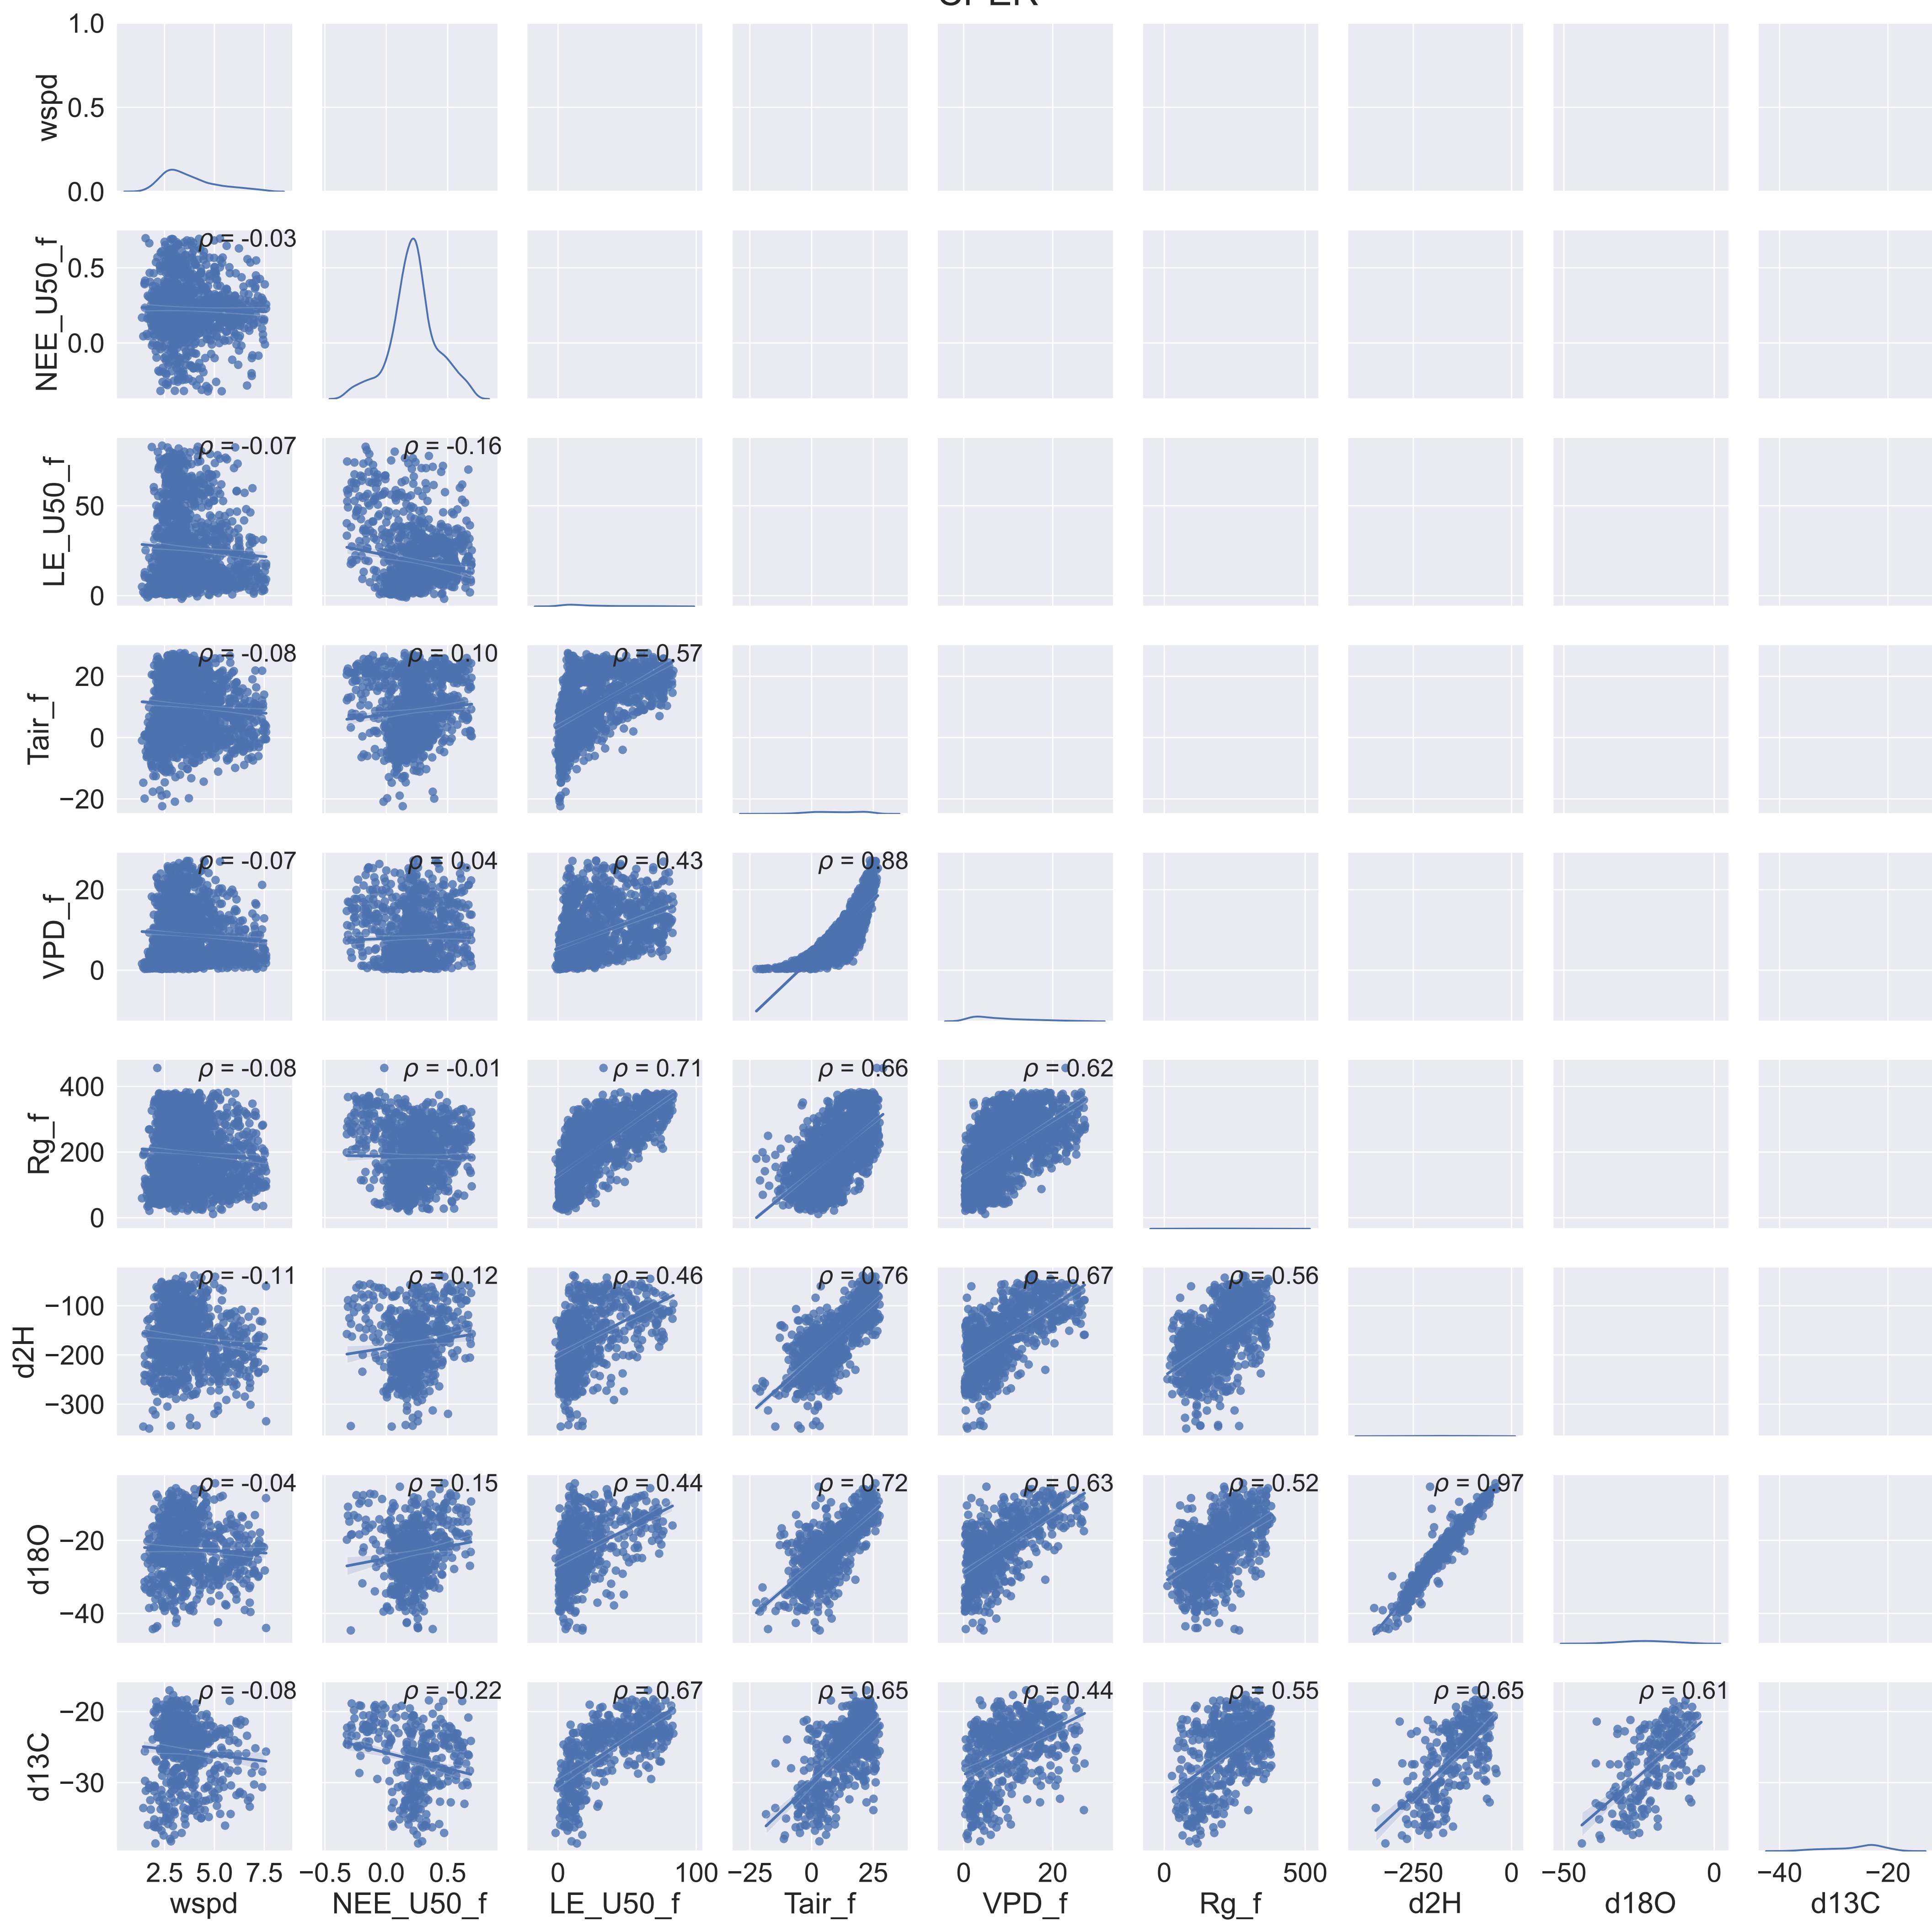 1.0
wspd
0.5
0.0
NEE_U50_f
0.5
0.0
ρ = -0.03
LE_U50_f
50
0
ρ = -0.07
ρ = -0.16
Tair_f
20
0
−20
ρ = -0.08
ρ = 0.10
ρ = 0.57
VPD_f
20
0
ρ = -0.07
ρ = 0.04
ρ = 0.43
ρ = 0.88
Rg_f
400
200
0
ρ = -0.08
ρ = -0.01
ρ = 0.71
ρ = 0.66
ρ = 0.62
d2H
−100
−200
−300
ρ = -0.11
ρ = 0.12
ρ = 0.46
ρ = 0.76
ρ = 0.67
ρ = 0.56
d18O
−20
−40
ρ = -0.04
ρ = 0.15
ρ = 0.44
ρ = 0.72
ρ = 0.63
ρ = 0.52
ρ = 0.97
d13C
−20
−30
ρ = -0.08
ρ = -0.22
ρ = 0.67
ρ = 0.65
ρ = 0.44
ρ = 0.55
ρ = 0.65
ρ = 0.61
2.5 5.0 7.5
−0.5 0.0 0.5
0 100
−25 0 25
0 20
0 500
−250 0
−50 0
−40 −20
wspd
NEE_U50_f
LE_U50_f
Tair_f
VPD_f
Rg_f
d2H
d18O
d13C